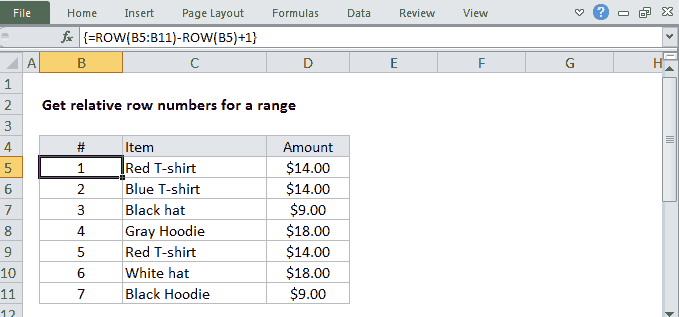 File Home Insert Page Layout Formulas Data Review View ?
fx {=ROW(B5:B11)-ROW(B5)+1}
A B C D E F G H
1
2 Get relative row numbers for a range
3
4 # Item Amount
5 1 Red T-shirt $14.00
6 2 Blue T-shirt $14.00
7 3 Black hat $9.00
8 4 Gray Hoodie $18.00
9 5 Red T-shirt $14.00
10 6 White hat $18.00
11 7 Black Hoodie $9.00
12